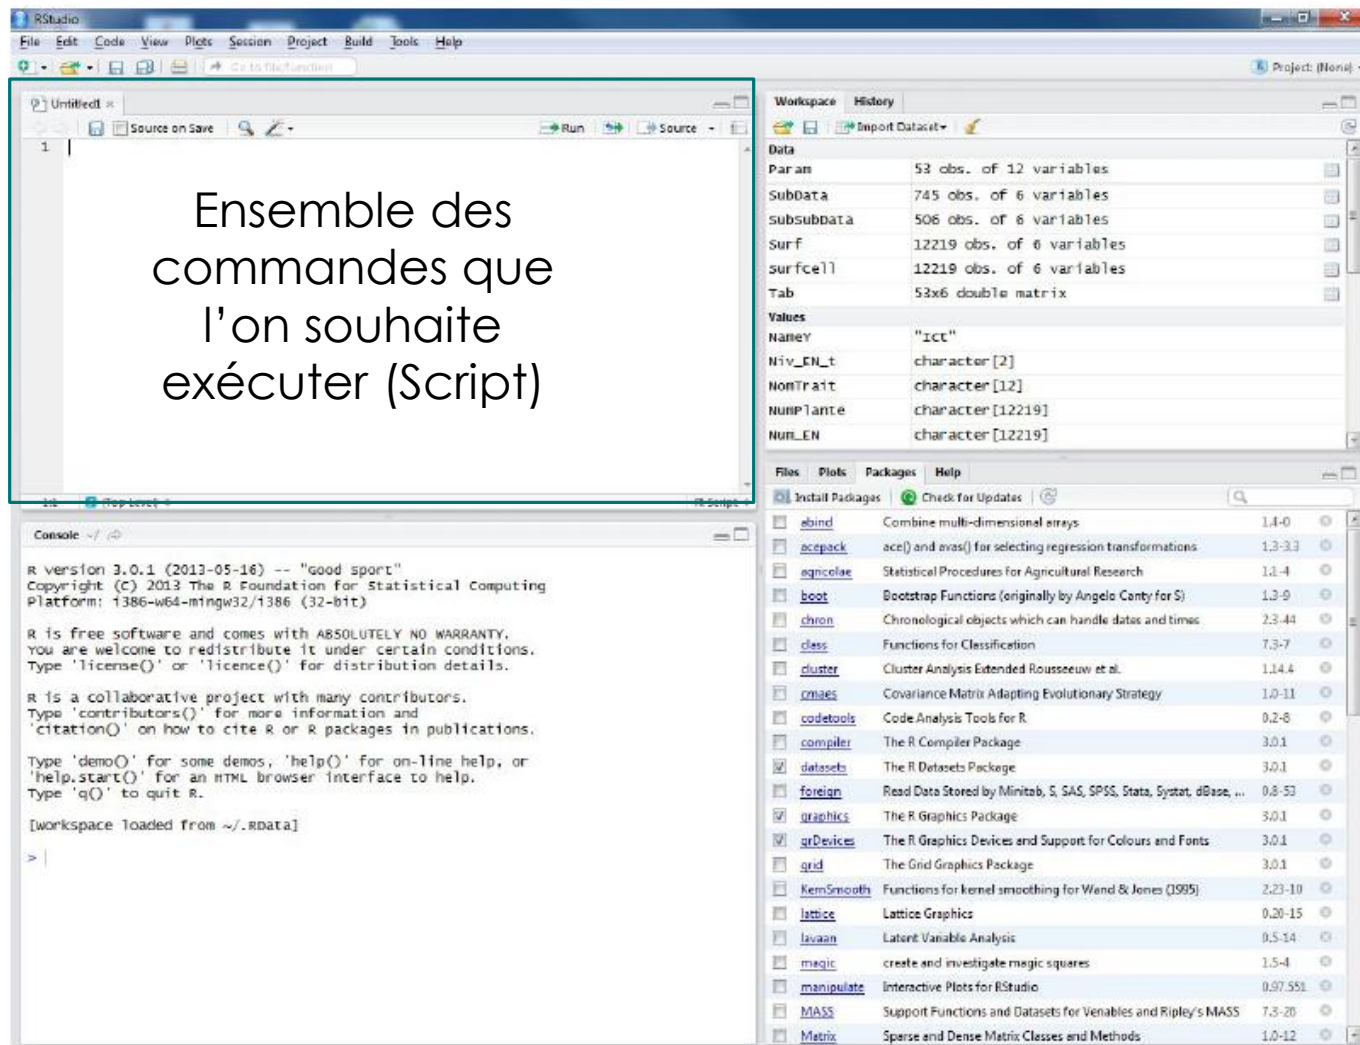 RStudio
File Edit Code View Plots Session Project Build Tools Help
Go to file/function
Project: (None)
Untitled1
Source on Save
Run
Source
1
Ensemble des
commandes que
l'on souhaite
exécuter (Script)
1:1 (Top Level)
R Script
Console ~/
R version 3.0.1 (2013-05-16) -- "Good Sport"
Copyright (C) 2013 The R Foundation for Statistical Computing
Platform: i386-w64-mingw32/i386 (32-bit)
R is free software and comes with ABSOLUTELY NO WARRANTY.
You are welcome to redistribute it under certain conditions.
Type 'license()' or 'licence()' for distribution details.
R is a collaborative project with many contributors.
Type 'contributors()' for more information and
'citation()' on how to cite R or R packages in publications.
Type 'demo()' for some demos, 'help()' for on-line help, or
'help.start()' for an HTML browser interface to help.
Type 'q()' to quit R.
[Workspace loaded from ~/.RData]
>
Workspace History
Import Dataset
Data
Param 53 obs. of 12 variables
SubData 745 obs. of 6 variables
SubSubData 506 obs. of 6 variables
Surf 12219 obs. of 6 variables
surfcell 12219 obs. of 6 variables
Tab 53x6 double matrix
Values
NameY "Ict"
Niv_EN_t character[2]
NomTrait character[12]
NumPlante character[12219]
Num_EN character[12219]
Files Plots Packages Help
Install Packages Check for Updates
abind Combine multi-dimensional arrays 1.4-0
acepack ace() and avas() for selecting regression transformations 1.3-3.3
agricolae Statistical Procedures for Agricultural Research 1.1-4
boot Bootstrap Functions (originally by Angelo Canty for S) 1.3-9
chron Chronological objects which can handle dates and times 2.3-44
class Functions for Classification 7.3-7
cluster Cluster Analysis Extended Rousseeuw et al. 1.14.4
cmaes Covariance Matrix Adapting Evolutionary Strategy 1.0-11
codetools Code Analysis Tools for R 0.2-8
compiler The R Compiler Package 3.0.1
datasets The R Datasets Package 3.0.1
foreign Read Data Stored by Minitab, S, SAS, SPSS, Stata, Systat, dBase, ... 0.8-53
graphics The R Graphics Package 3.0.1
grDevices The R Graphics Devices and Support for Colours and Fonts 3.0.1
grid The Grid Graphics Package 3.0.1
KernSmooth Functions for kernel smoothing for Wand & Jones (1995) 2.23-10
lattice Lattice Graphics 0.20-15
lavaan Latent Variable Analysis 0.5-14
magic create and investigate magic squares 1.5-4
manipulate Interactive Plots for RStudio 0.97.551
MASS Support Functions and Datasets for Venables and Ripley's MASS 7.3-26
Matrix Sparse and Dense Matrix Classes and Methods 1.0-12